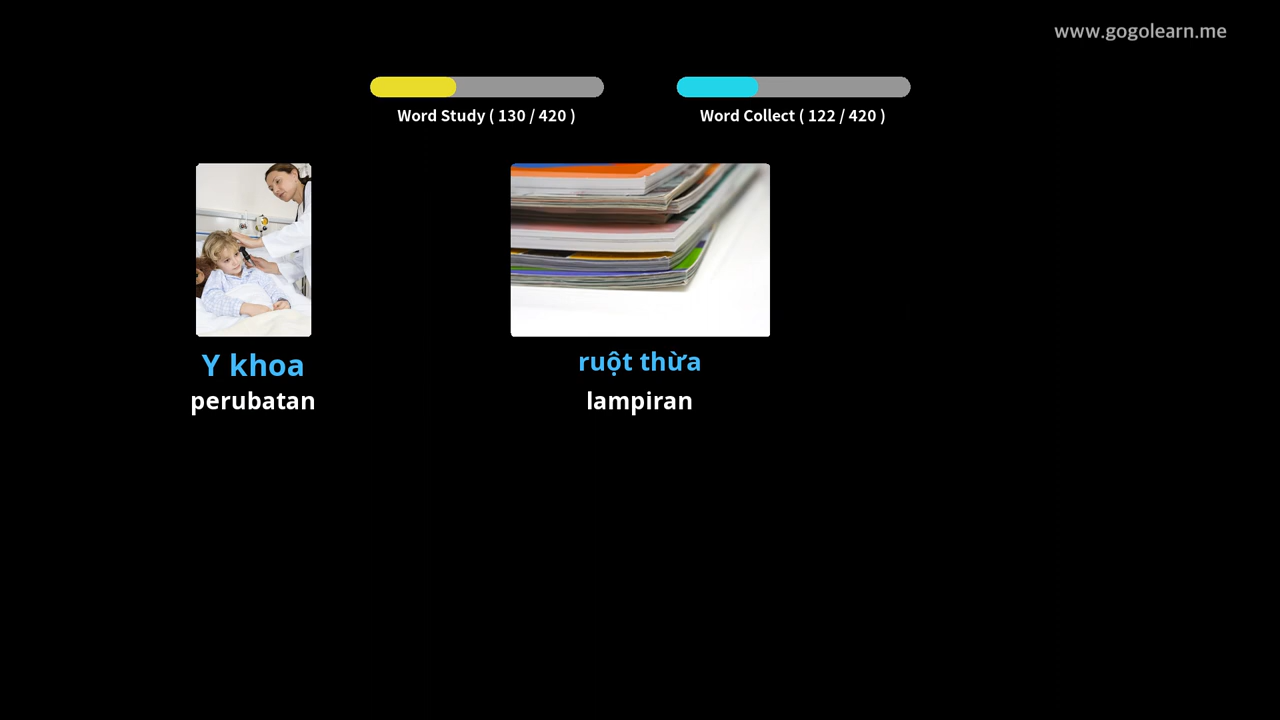 www.gogolearn.me
Word Study ( 130 / 420 )
Word Collect ( 122 / 420 )
Y khoa
perubatan
ruột thừa
lampiran